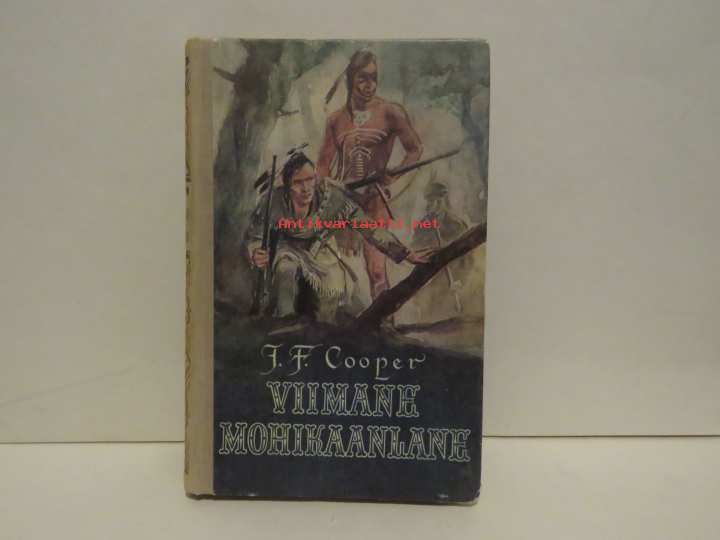 Antikvariaatti.net
J. F. Cooper
VIIMANE
MOHIKAANLANE